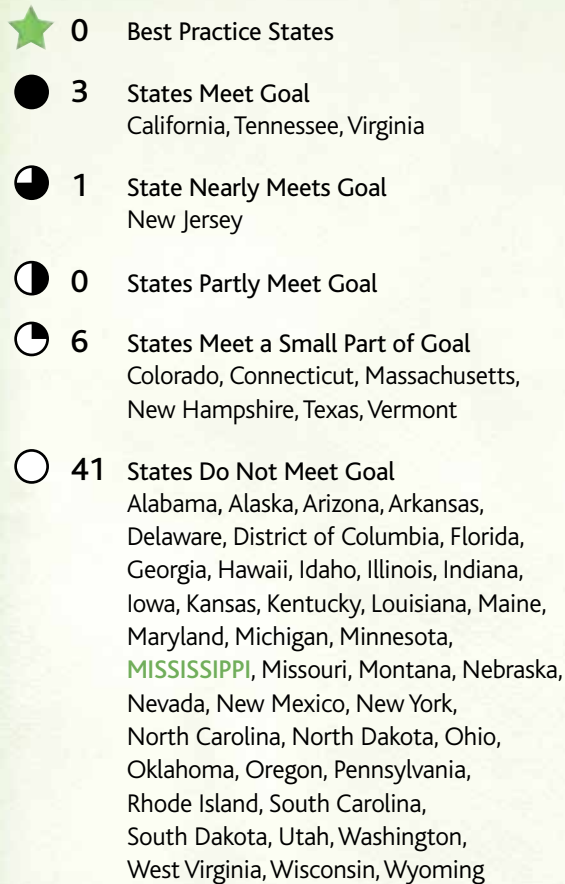 0 Best Practice States
3 States Meet Goal
California, Tennessee, Virginia
1 State Nearly Meets Goal
New Jersey
0 States Partly Meet Goal
6 States Meet a Small Part of Goal
Colorado, Connecticut, Massachusetts,
New Hampshire, Texas, Vermont
41 States Do Not Meet Goal
Alabama, Alaska, Arizona, Arkansas,
Delaware, District of Columbia, Florida,
Georgia, Hawaii, Idaho, Illinois, Indiana,
Iowa, Kansas, Kentucky, Louisiana, Maine,
Maryland, Michigan, Minnesota,
MISSISSIPPI, Missouri, Montana, Nebraska,
Nevada, New Mexico, New York,
North Carolina, North Dakota, Ohio,
Oklahoma, Oregon, Pennsylvania,
Rhode Island, South Carolina,
South Dakota, Utah, Washington,
West Virginia, Wisconsin, Wyoming